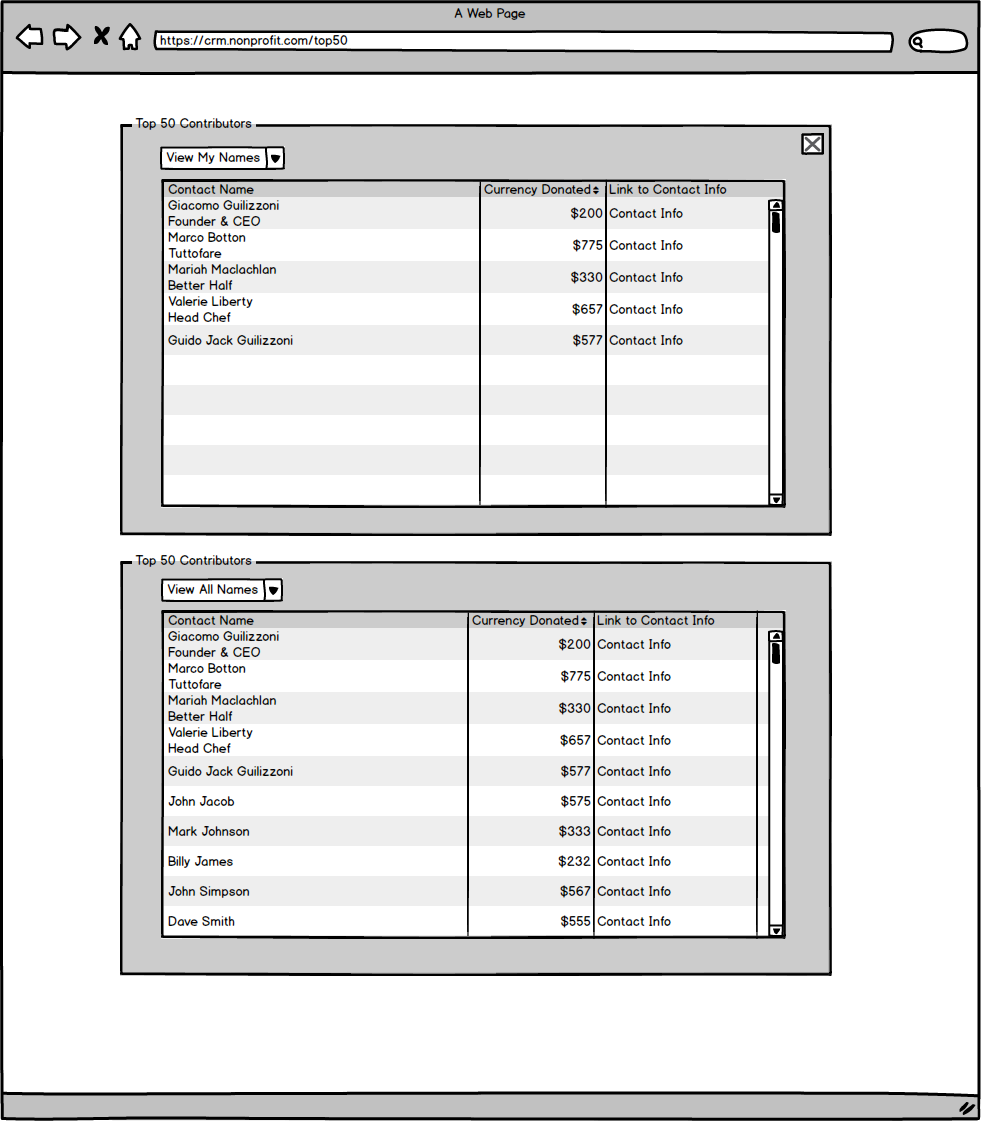 A Web Page
https://crm.nonprofit.com/top50
Top 50 Contributors
View My Names
Contact Name Currency Donated Link to Contact Info
Giacomo Guilizzoni
Founder & CEO $200 Contact Info
Marco Botton
Tuttofare $775 Contact Info
Mariah Maclachlan
Better Half $330 Contact Info
Valerie Liberty
Head Chef $657 Contact Info
Guido Jack Guilizzoni $577 Contact Info
Top 50 Contributors
View All Names
Contact Name Currency Donated Link to Contact Info
Giacomo Guilizzoni
Founder & CEO $200 Contact Info
Marco Botton
Tuttofare $775 Contact Info
Mariah Maclachlan
Better Half $330 Contact Info
Valerie Liberty
Head Chef $657 Contact Info
Guido Jack Guilizzoni $577 Contact Info
John Jacob $575 Contact Info
Mark Johnson $333 Contact Info
Billy James $232 Contact Info
John Simpson $567 Contact Info
Dave Smith $555 Contact Info